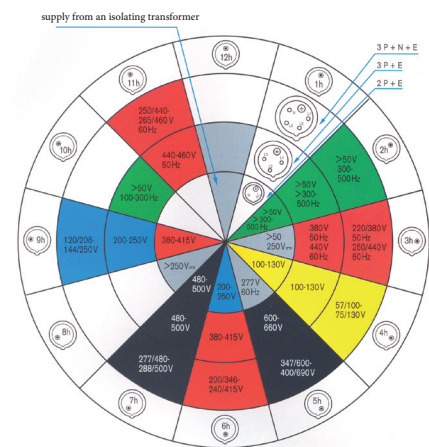 supply from an isolating transformer
3 P + N + E
3 P + E
2 P + E
12h
1h
2h
3h
4h
5h
6h
7h
8h
9h
10h
11h
250/440-
265/460V
60Hz
440-460V
60Hz
>50V
100-300Hz
>50V
300-
500Hz
>50V
>300-
500Hz
>50V
>300-
500Hz
120/208-
144/250V
200-250V
380-415V
>50
250V
380V
50Hz
440V
60Hz
220/380V
50Hz
250/440V
60Hz
>250V
480-
500V
200-
250V
277V
60Hz
100-130V
100-130V
57/100-
75/130V
480-
500V
380-415V
600-
660V
277/480-
288/500V
200/346-
240/415V
347/600-
400/690V